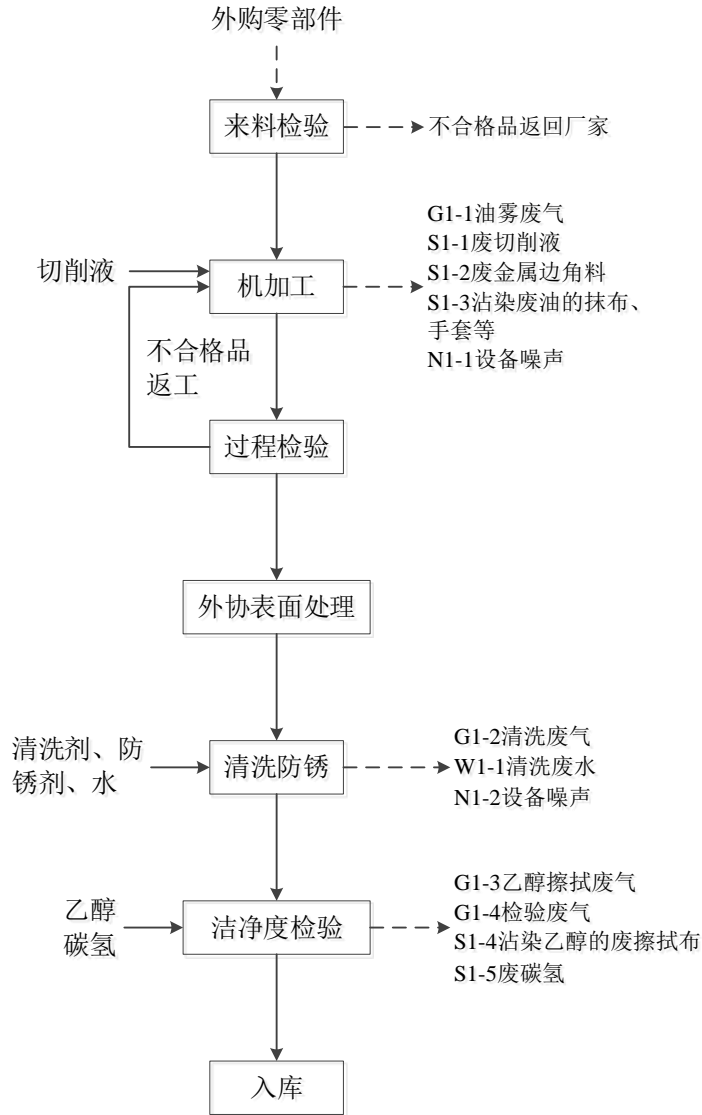 外购零部件
来料检验
不合格品返回厂家
G1-1油雾废气
S1-1废切削液
S1-2废金属边角料
S1-3沾染废油的抹布、
手套等
N1-1设备噪声
切削液
机加工
不合格品
返工
过程检验
外协表面处理
清洗剂、防
锈剂、水
清洗防锈
G1-2清洗废气
W1-1清洗废水
N1-2设备噪声
乙醇
碳氢
洁净度检验
G1-3乙醇擦拭废气
G1-4检验废气
S1-4沾染乙醇的废擦拭布
S1-5废碳氢
入库